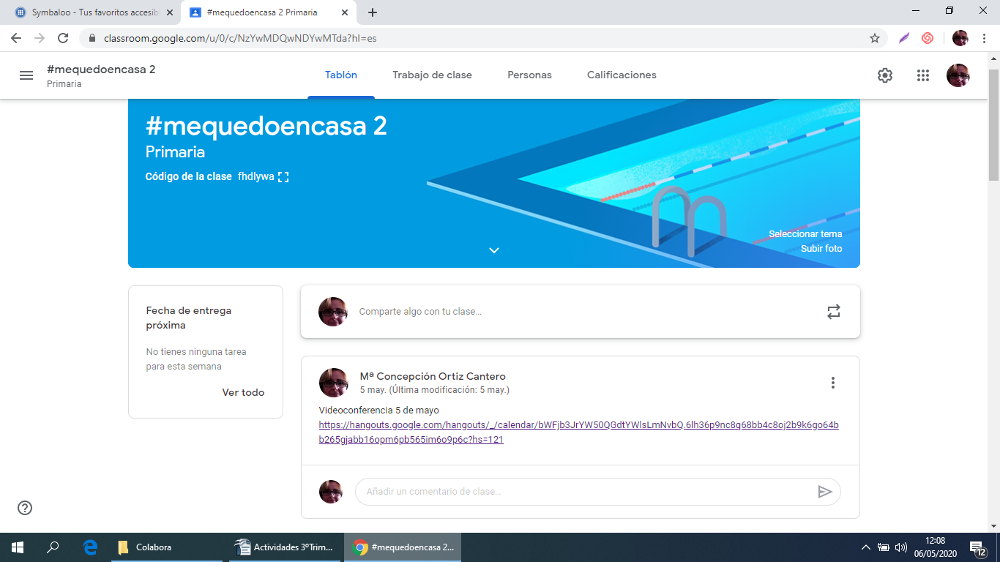 Symbaloo - Tus favoritos accesibl
#mequedoencasa 2 Primaria
classroom.google.com/u/0/c/NzYwMDQwNDYwMTda?hl=es
#mequedoencasa 2
Primaria
Tablón
Trabajo de clase
Personas
Calificaciones
#mequedoencasa 2
Primaria
Código de la clase fhdlywa
Seleccionar tema
Subir foto
Fecha de entrega
próxima
No tienes ninguna tarea
para esta semana
Ver todo
Comparte algo con tu clase...
Mª Concepción Ortiz Cantero
5 may. (Última modificación: 5 may.)
Videoconferencia 5 de mayo
https://hangouts.google.com/hangouts/_/calendar/bWFjb3JrYW50QGdtYWlsLmNvbQ.6lh36p9nc8q68bb4c8oj2b9k6go64b
b265gjabb16opm6pb565im6o9p6c?hs=121
Añadir un comentario de clase...
Colabora
Actividades 3ºTrim...
#mequedoencasa 2...
12:08
06/05/2020
12